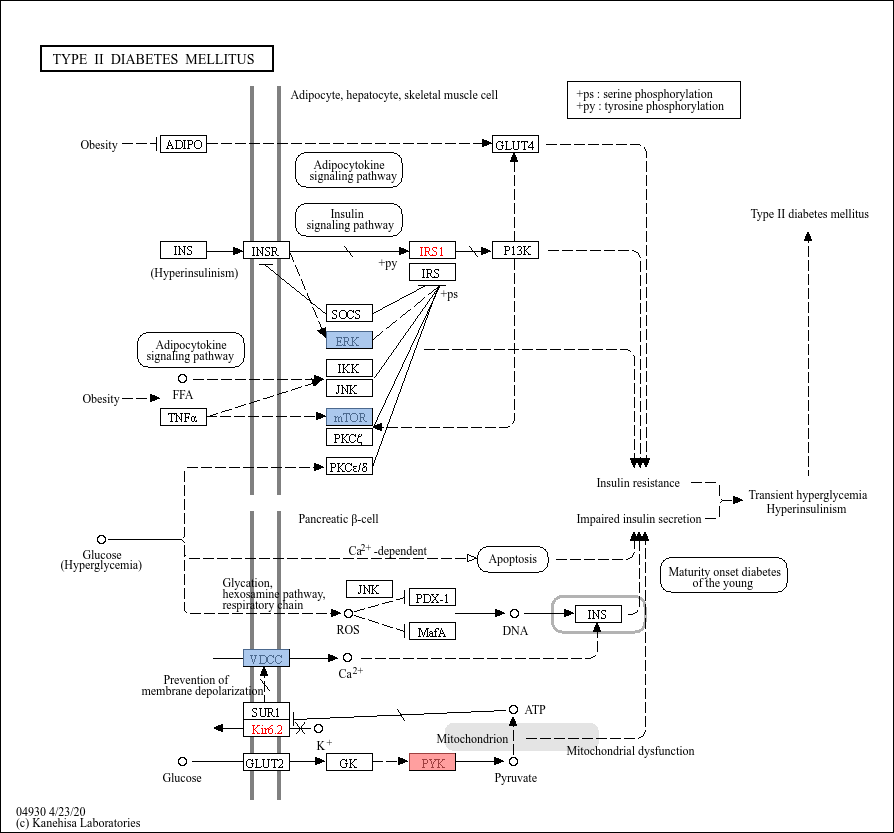 TYPE II DIABETES MELLITUS
Adipocyte, hepatocyte, skeletal muscle cell
+ps : serine phosphorylation
+py : tyrosine phosphorylation
Obesity
ADIPO
GLUT4
Adipocytokine
signaling pathway
Insulin
signaling pathway
Type II diabetes mellitus
INS
INSR
IRS1
P13K
(Hyperinsulinism)
+py
IRS
+ps
SOCS
Adipocytokine
signaling pathway
ERK
IKK
FFA
JNK
Obesity
TNFα
mTOR
PKCζ
PKCε/δ
Insulin resistance
Transient hyperglycemia
Hyperinsulinism
Impaired insulin secretion
Pancreatic β-cell
Glucose
(Hyperglycemia)
Ca2+ -dependent
Apoptosis
Maturity onset diabetes
of the young
Glycation,
hexosamine pathway,
respiratory chain
JNK
PDX-1
ROS
MafA
DNA
INS
VDCC
Ca2+
Prevention of
membrane depolarization
SUR1
Kir6.2
K+
ATP
Mitochondrion
Mitochondrial dysfunction
Glucose
GLUT2
GK
PYK
Pyruvate
04930 4/23/20
(c) Kanehisa Laboratories